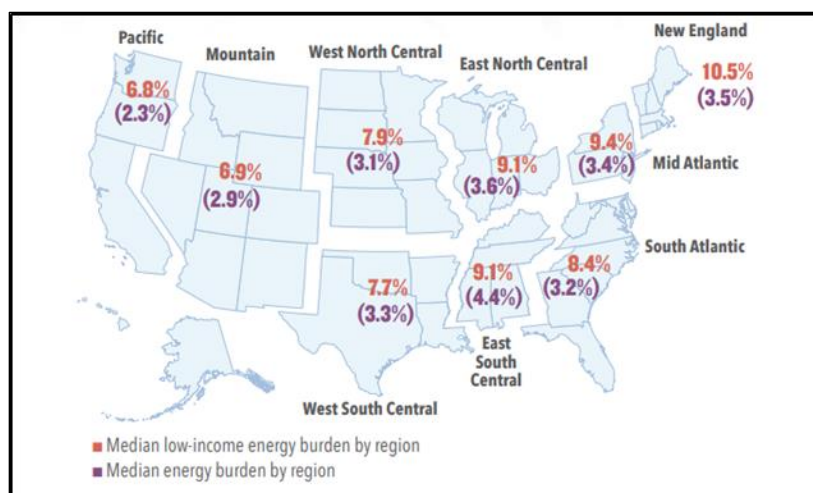 Pacific
6.8%
(2.3%)
Mountain
6.9%
(2.9%)
West North Central
7.9%
(3.1%)
East North Central
9.1%
(3.6%)
New England
10.5%
(3.5%)
9.4%
(3.4%)
Mid Atlantic
South Atlantic
8.4%
(3.2%)
9.1%
(4.4%)
East
South
Central
7.7%
(3.3%)
West South Central
Median low-income energy burden by region
Median energy burden by region